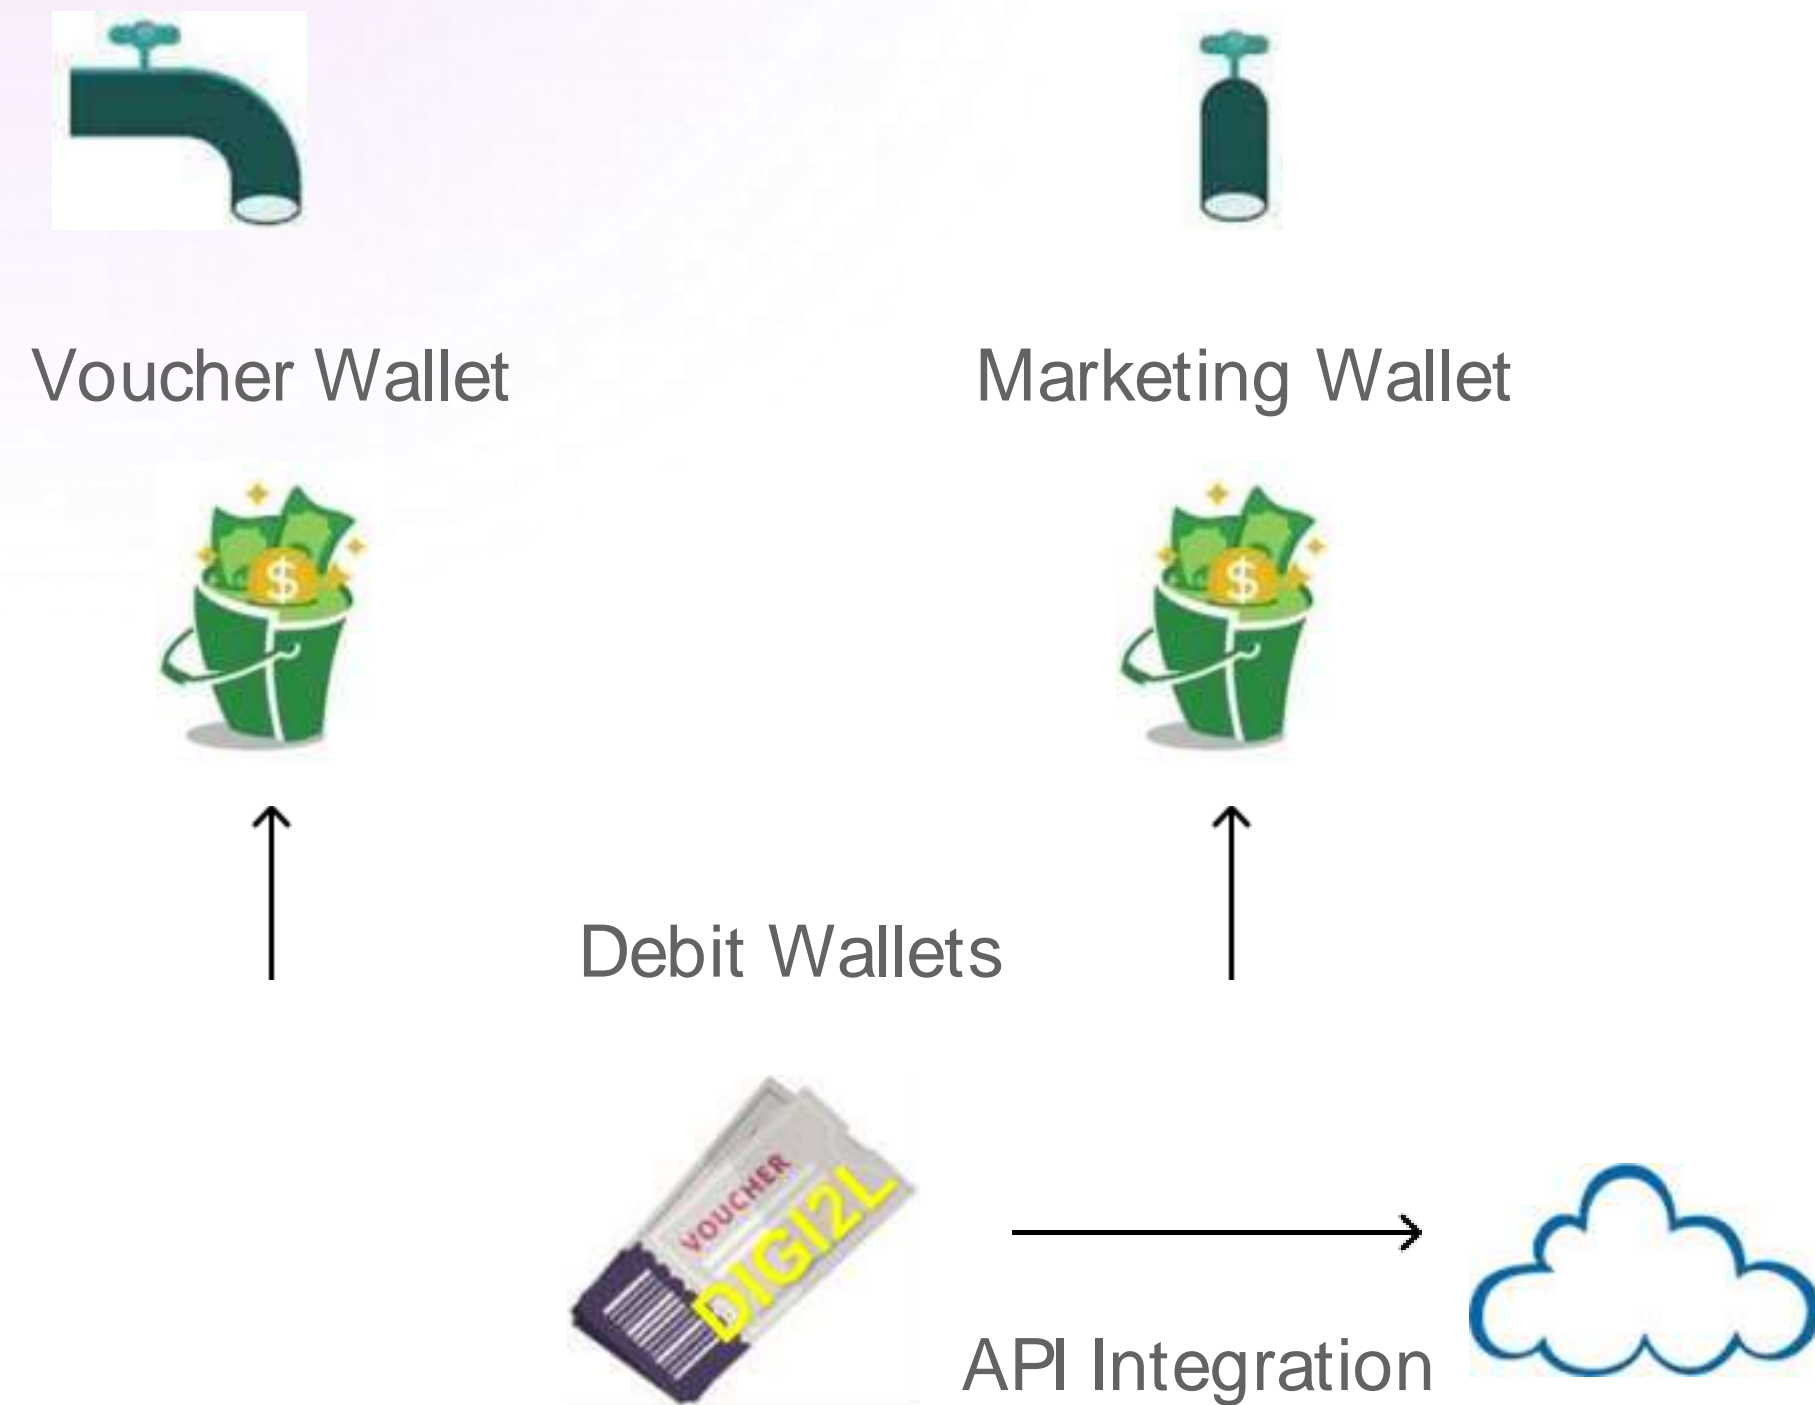 Voucher Wallet
Marketing Wallet
$
$
Debit Wallets
VOUCHER
DIGI2L
API Integration